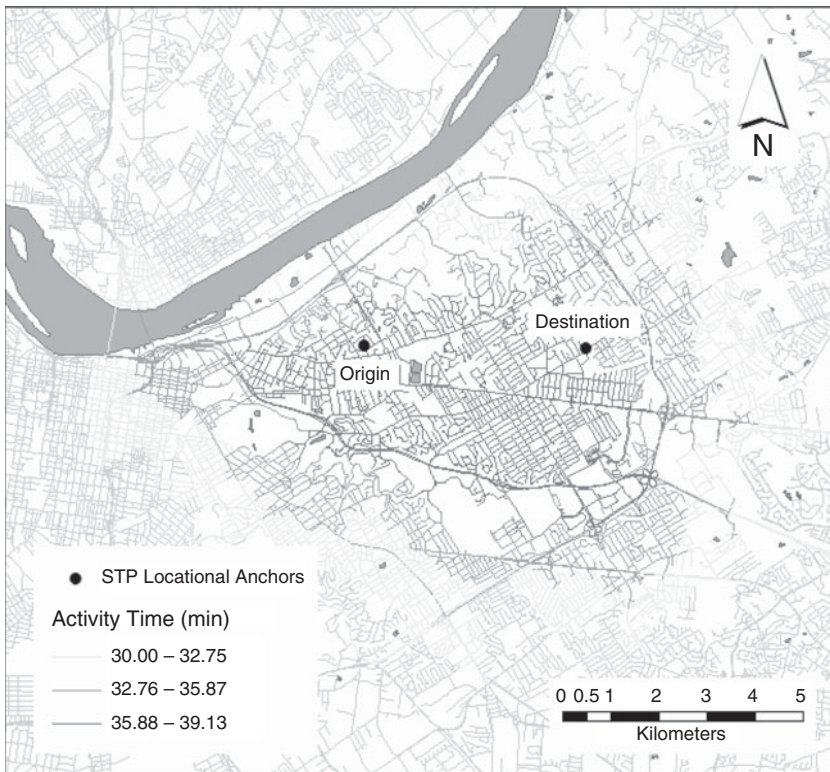 N
Destination
Origin
STP Locational Anchors
Activity Time (min)
30.00 – 32.75
32.76 – 35.87
35.88 – 39.13
0 0.5 1 2 3 4 5
Kilometers